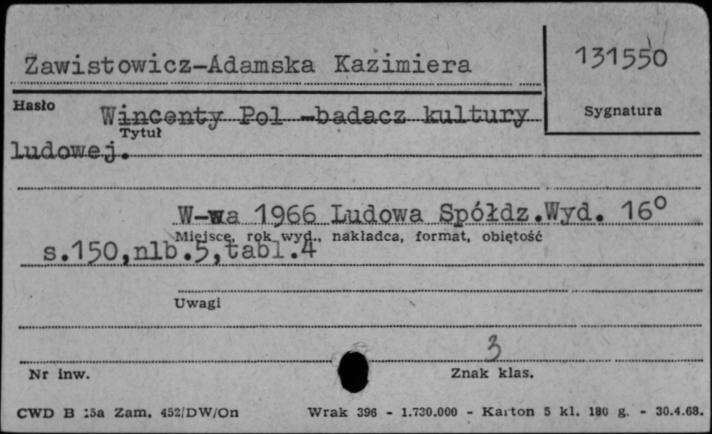 Zawistowicz-Adamska Kazimiera
131550
Hasło
Sygnatura
Wincenty Pol -badacz kultury
Tytuł
ludowej.
W-wa 1966 Ludowa Spółdz.Wyd. 16°
Miejsce, rok wyd., nakładca, format, objętość
s.150,nlb.5,tabl.4
Uwagi
3
Nr inw.
Znak klas.
CWD B 15a Zam. 452/DW/On Wrak 396 - 1.730.000 - Karton 5 kl. 180 g. - 30.4.68.